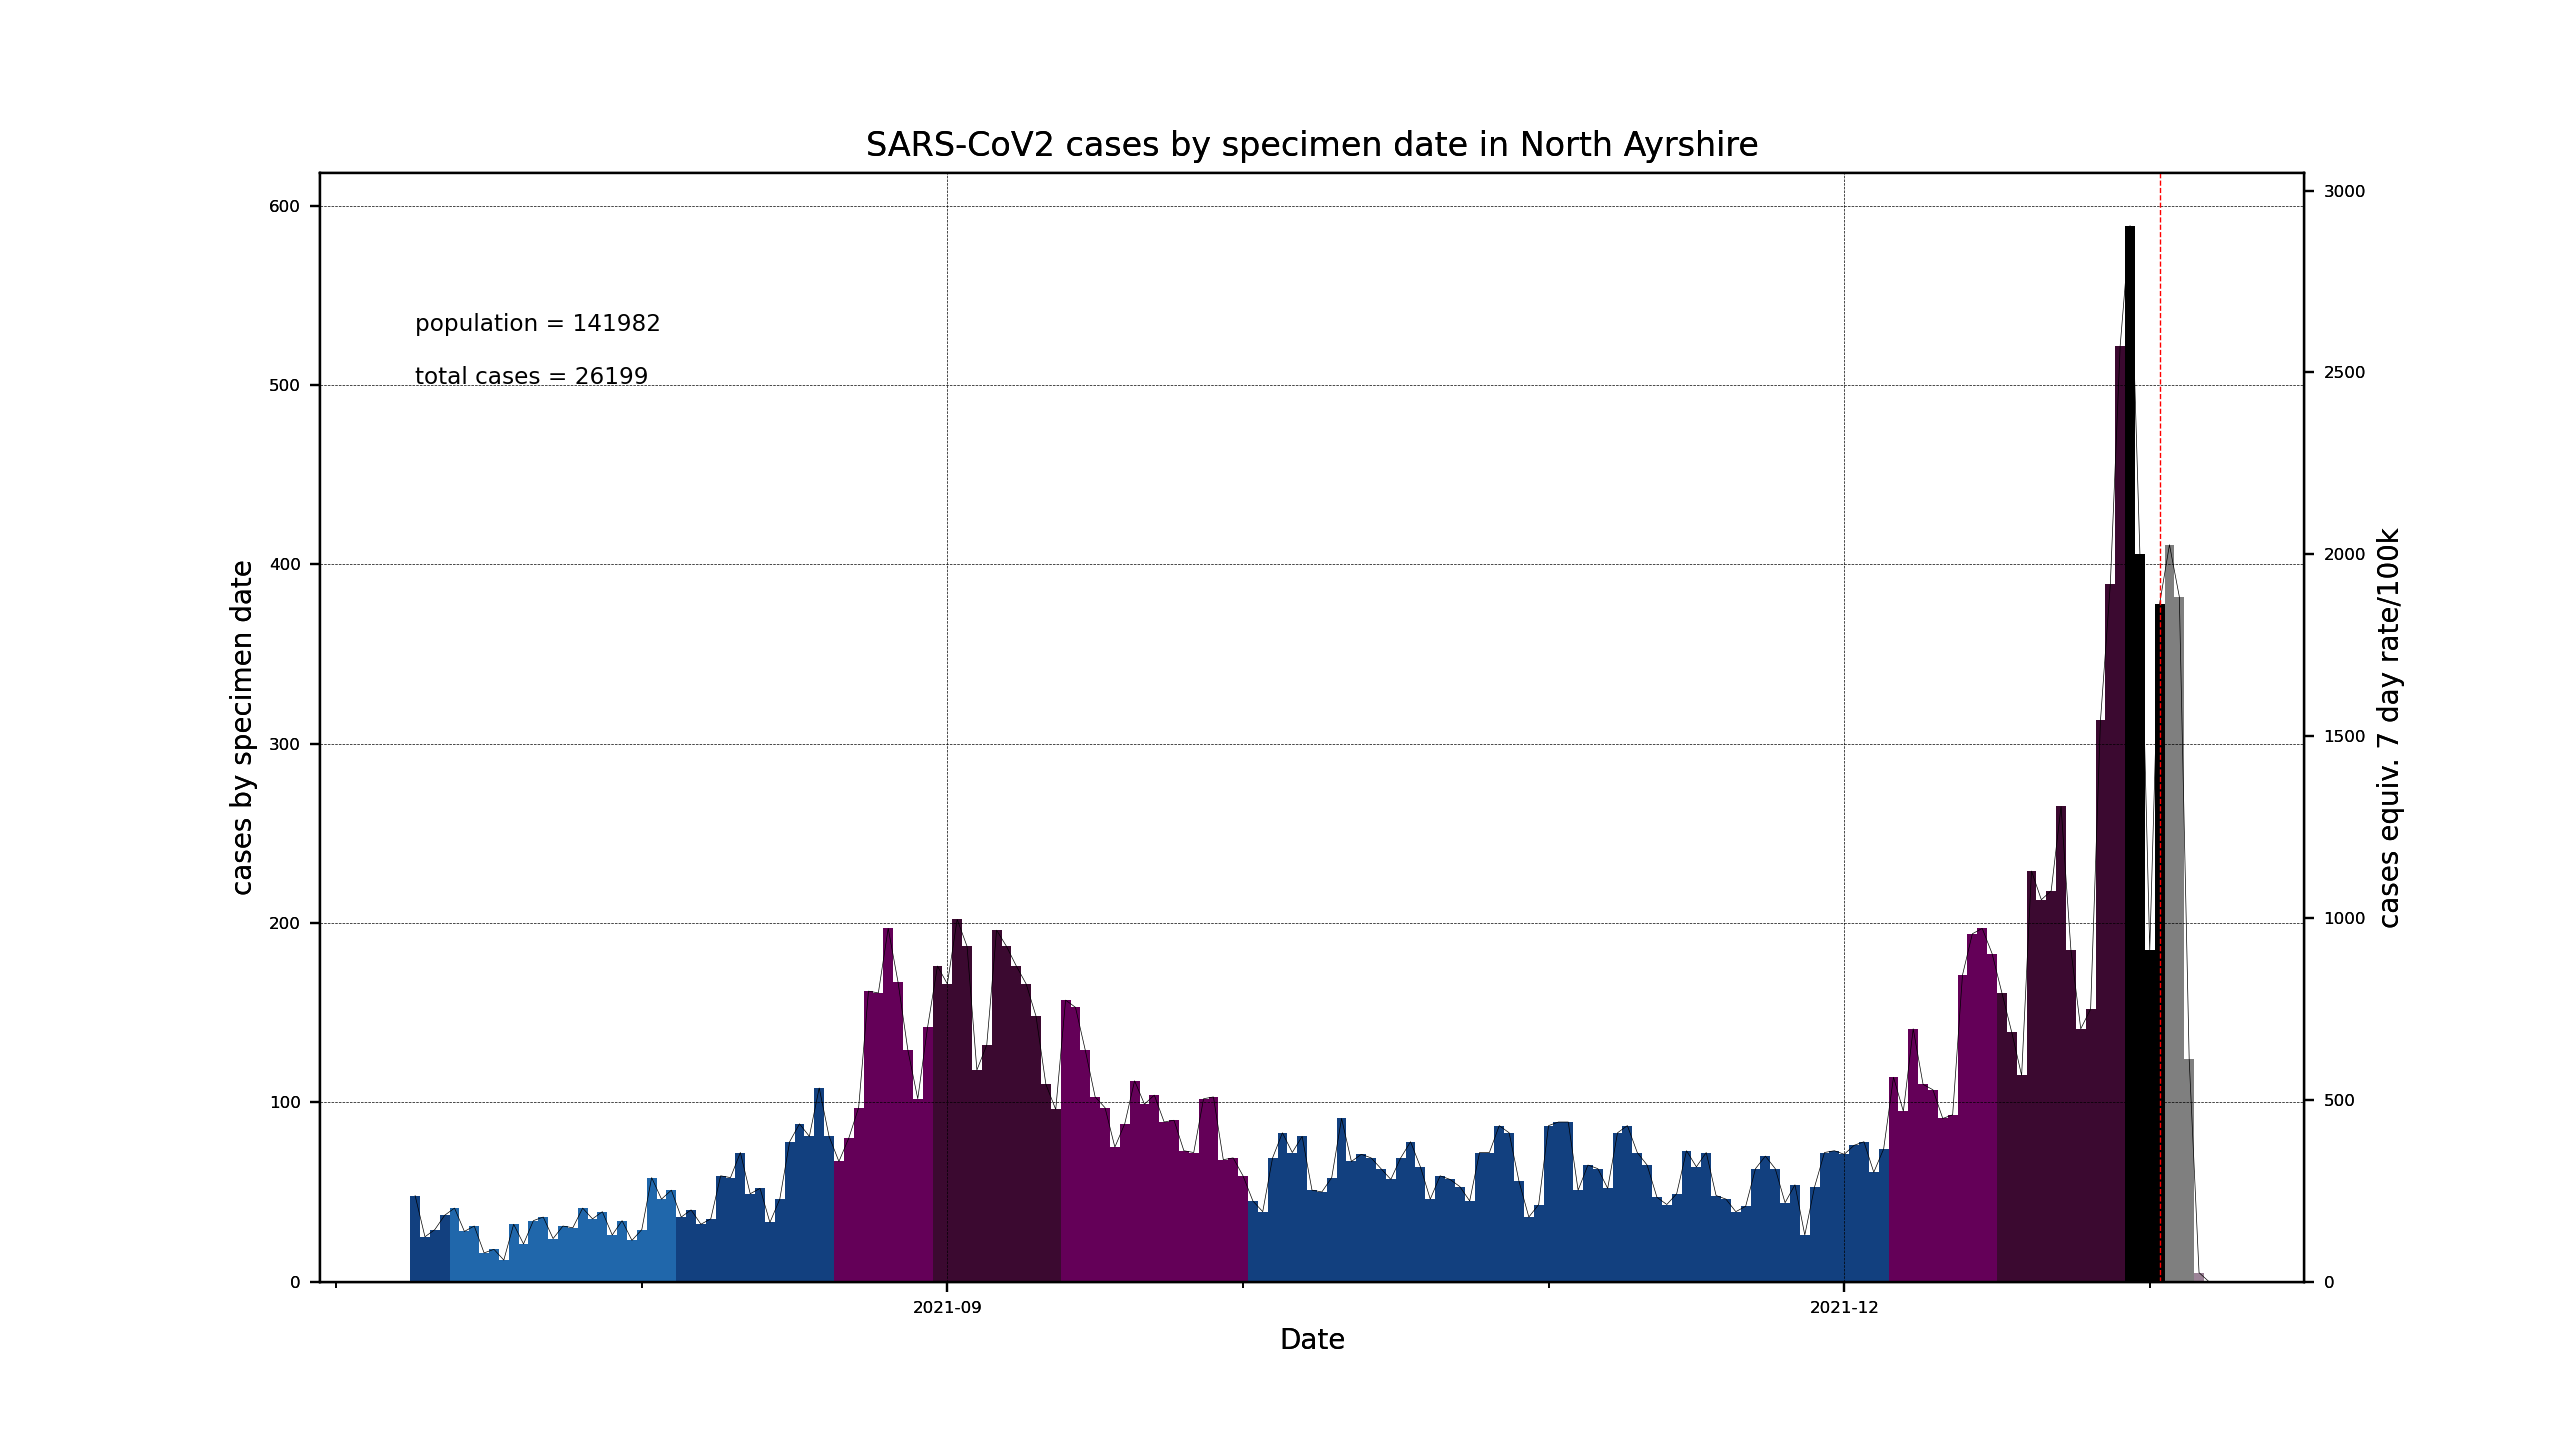 SARS-CoV2 cases by specimen date in North Ayrshire
600
500
400
300
200
100
0
cases by specimen date
population = 141982
total cases = 26199
3000
2500
2000
1500
1000
500
0
cases equiv. 7 day rate/100k
2021-09
2021-12
Date